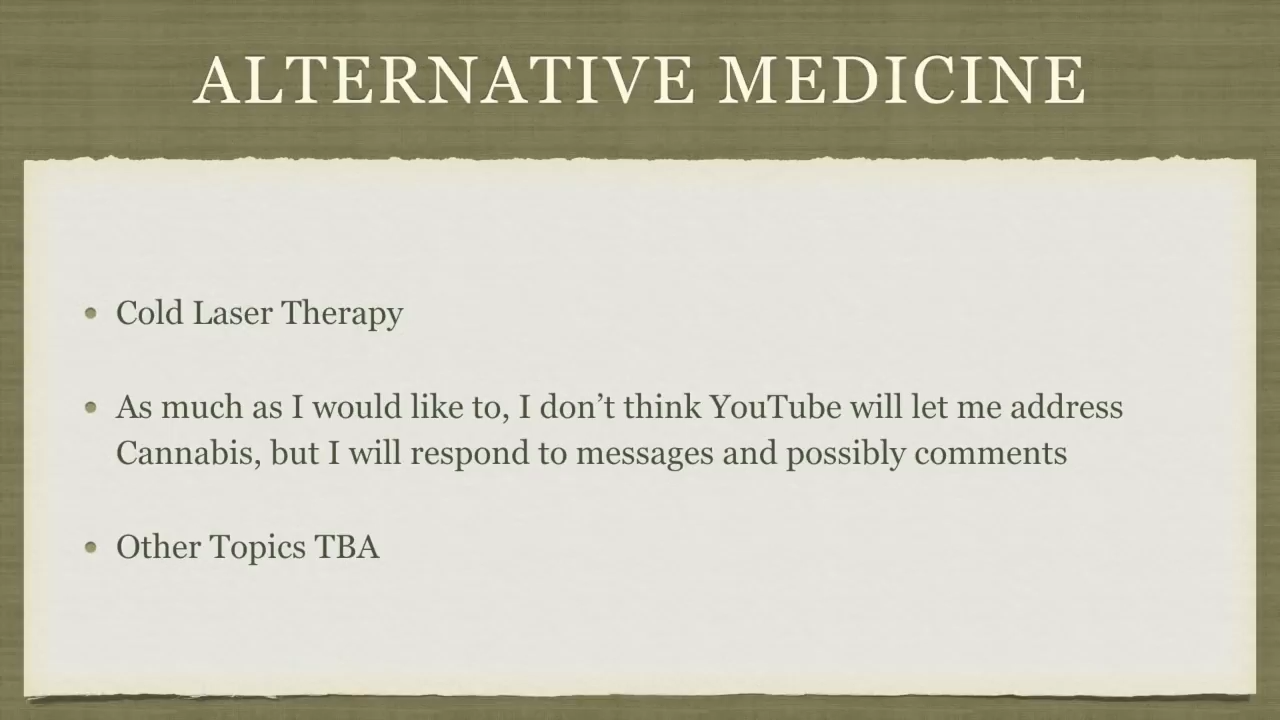 ALTERNATIVE MEDICINE
• Cold Laser Therapy
• As much as I would like to, I don’t think YouTube will let me address
Cannabis, but I will respond to messages and possibly comments
• Other Topics TBA